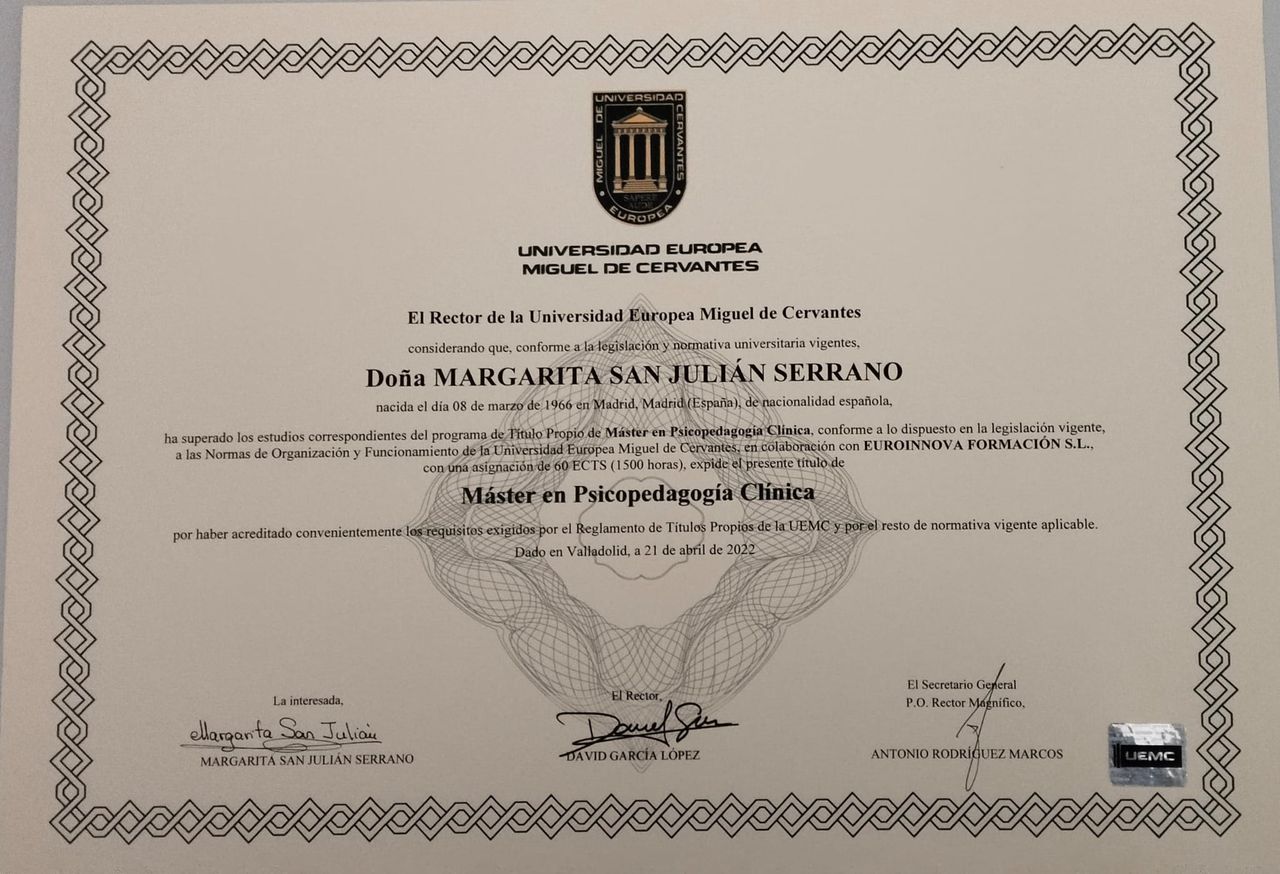 UNIVERSIDAD EUROPEA MIGUEL DE CERVANTES
SAPERE AUDE
UNIVERSIDAD EUROPEA
MIGUEL DE CERVANTES
El Rector de la Universidad Europea Miguel de Cervantes
considerando que, conforme a la legislación y normativa universitaria vigentes,
Doña MARGARITA SAN JULIÁN SERRANO
nacida el día 08 de marzo de 1966 en Madrid, Madrid (España), de nacionalidad española,
ha superado los estudios correspondientes del programa de Título Propio de Máster en Psicopedagogía Clínica, conforme a lo dispuesto en la legislación vigente,
a las Normas de Organización y Funcionamiento de la Universidad Europea Miguel de Cervantes, en colaboración con EUROINNOVA FORMACIÓN S.L.,
con una asignación de 60 ECTS (1500 horas), expide el presente título de
Máster en Psicopedagogía Clínica
por haber acreditado convenientemente los requisitos exigidos por el Reglamento de Títulos Propios de la UEMC y por el resto de normativa vigente aplicable.
Dado en Valladolid, a 21 de abril de 2022
La interesada,
Margarita San Julián
MARGARITA SAN JULIÁN SERRANO
El Rector,
DAVID GARCÍA LÓPEZ
El Secretario General
P.O. Rector Magnífico,
ANTONIO RODRÍGUEZ MARCOS
UEMC